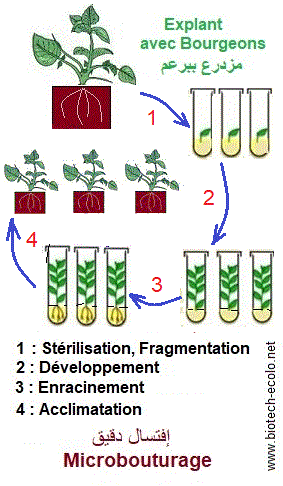 Explant
avec Bourgeons
مزدرع ببرعم
1
2
3
4
1 : Stérilisation, Fragmentation
2 : Développement
3 : Enracinement
4 : Acclimatation
إفتسال دقيق
Microbouturage
www.biotech-ecolo.net